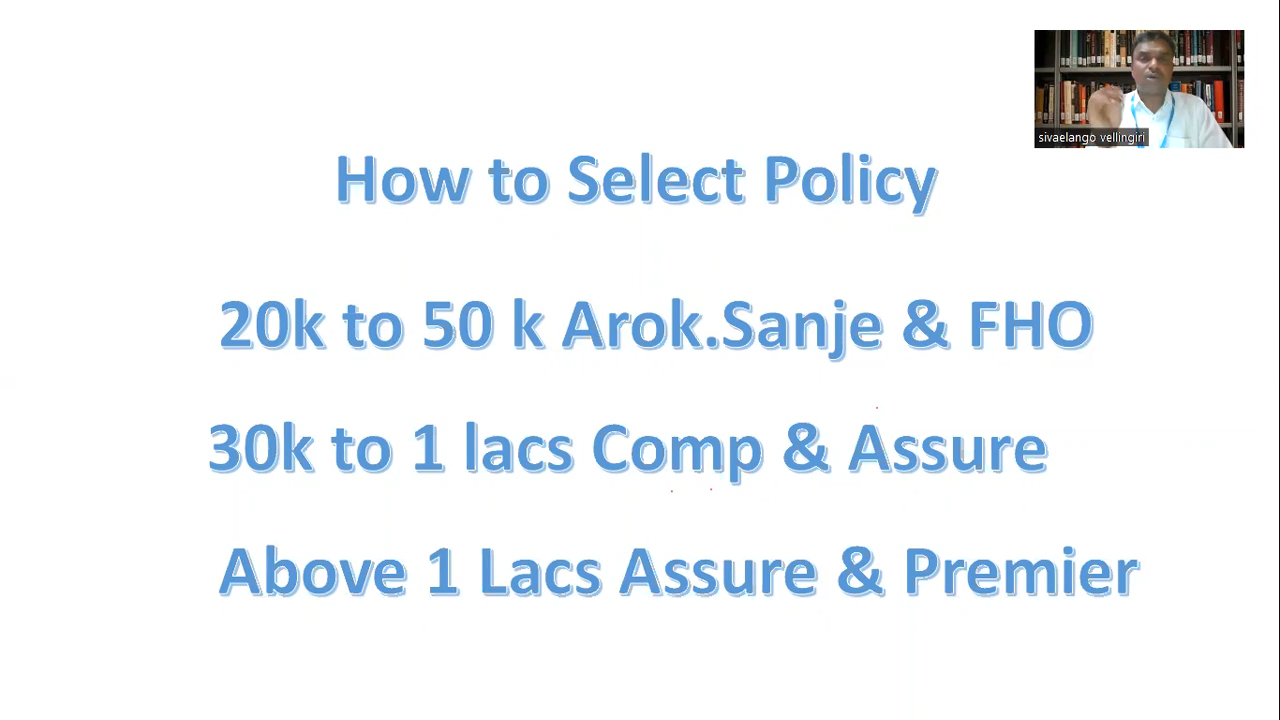 sivaelango vellingiri
How to Select Policy
20k to 50 k Arok.Sanje & FHO
30k to 1 lacs Comp & Assure
Above 1 Lacs Assure & Premier